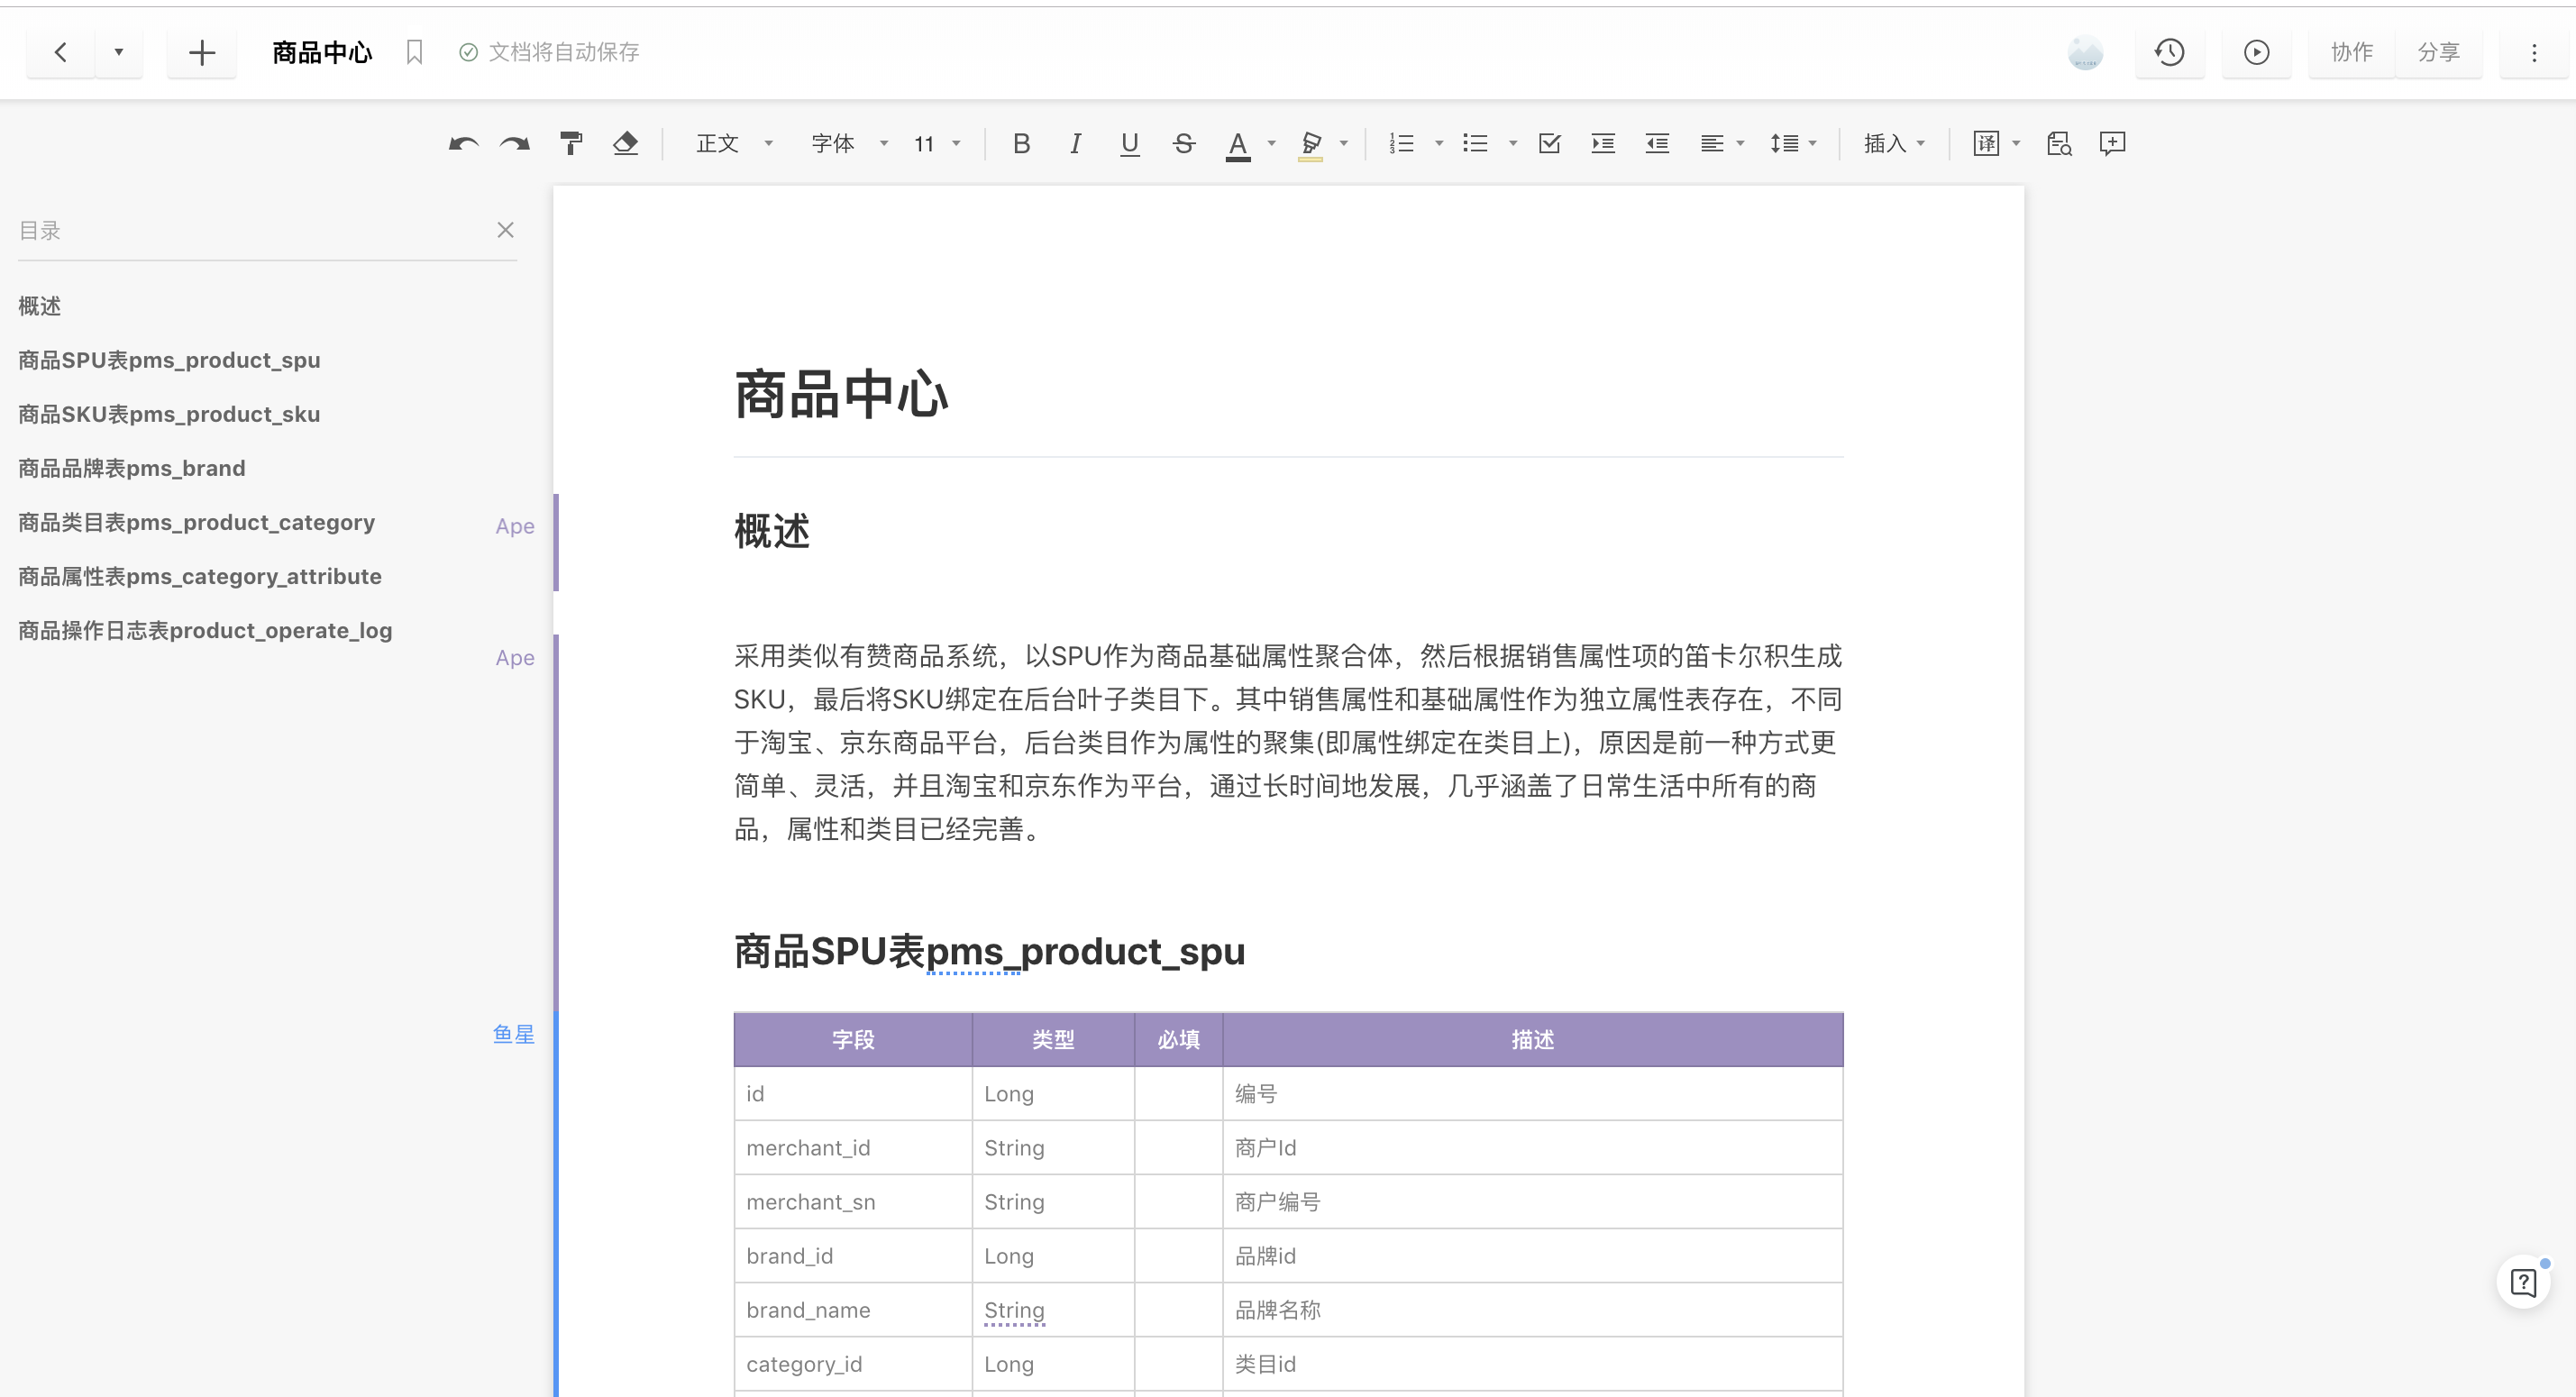 商品中心
文档将自动保存
协作
分享
正文
字体
11
B
I
U
S
A
插入
译
目录
概述
商品SPU表pms_product_spu
商品SKU表pms_product_sku
商品品牌表pms_brand
商品类目表pms_product_category
商品属性表pms_category_attribute
商品操作日志表product_operate_log
Ape
Ape
鱼星
商品中心
概述
采用类似有赞商品系统，以SPU作为商品基础属性聚合体，然后根据销售属性项的笛卡尔积生成
SKU，最后将SKU绑定在后台叶子类目下。其中销售属性和基础属性作为独立属性表存在，不同
于淘宝、京东商品平台，后台类目作为属性的聚集(即属性绑定在类目上)，原因是前一种方式更
简单、灵活，并且淘宝和京东作为平台，通过长时间地发展，几乎涵盖了日常生活中所有的商
品，属性和类目已经完善。
商品SPU表pms_product_spu
字段 类型 必填 描述
id Long 编号
merchant_id String 商户Id
merchant_sn String 商户编号
brand_id Long 品牌id
brand_name String 品牌名称
category_id Long 类目id